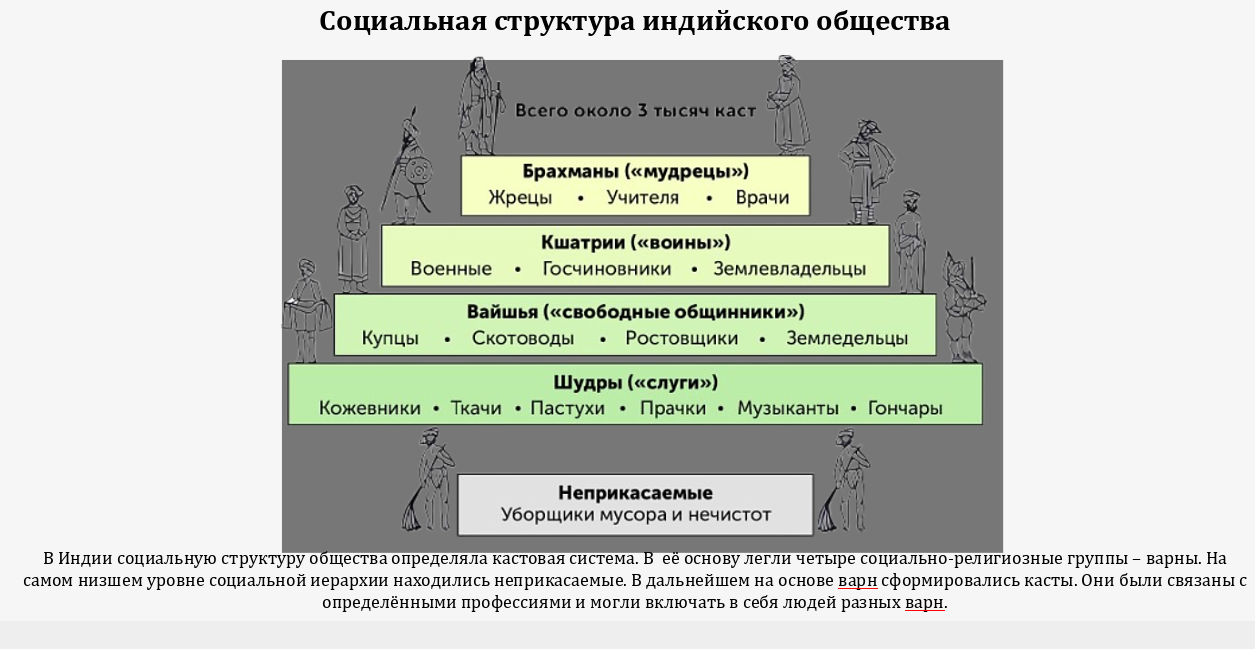 Социальная структура индийского общества
Всего около 3 тысяч каст
Брахманы («мудрецы»)
Жрецы • Учителя • Врачи
Кшатрии («воины»)
Военные • Госчиновники • Землевладельцы
Вайшья («свободные общинники»)
Купцы • Скотоводы • Ростовщики • Земледельцы
Шудры («слуги»)
Кожевники • Ткачи • Пастухи • Прачки • Музыканты • Гончары
Неприкасаемые
Уборщики мусора и нечистот
В Индии социальную структуру общества определяла кастовая система. В её основу легли четыре социально-религиозные группы – варны. На
самом низшем уровне социальной иерархии находились неприкасаемые. В дальнейшем на основе варн сформировались касты. Они были связаны с
определёнными профессиями и могли включать в себя людей разных варн.